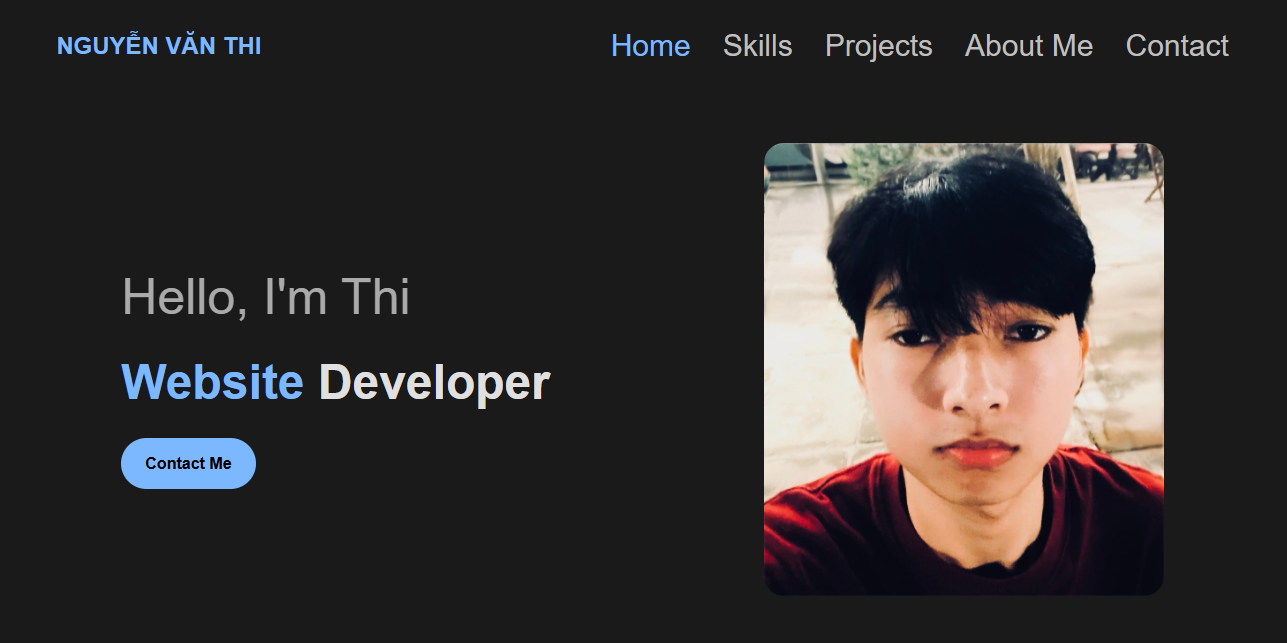 NGUYỄN VĂN THI
Home Skills Projects About Me Contact
Hello, I'm Thi
Website Developer
Contact Me